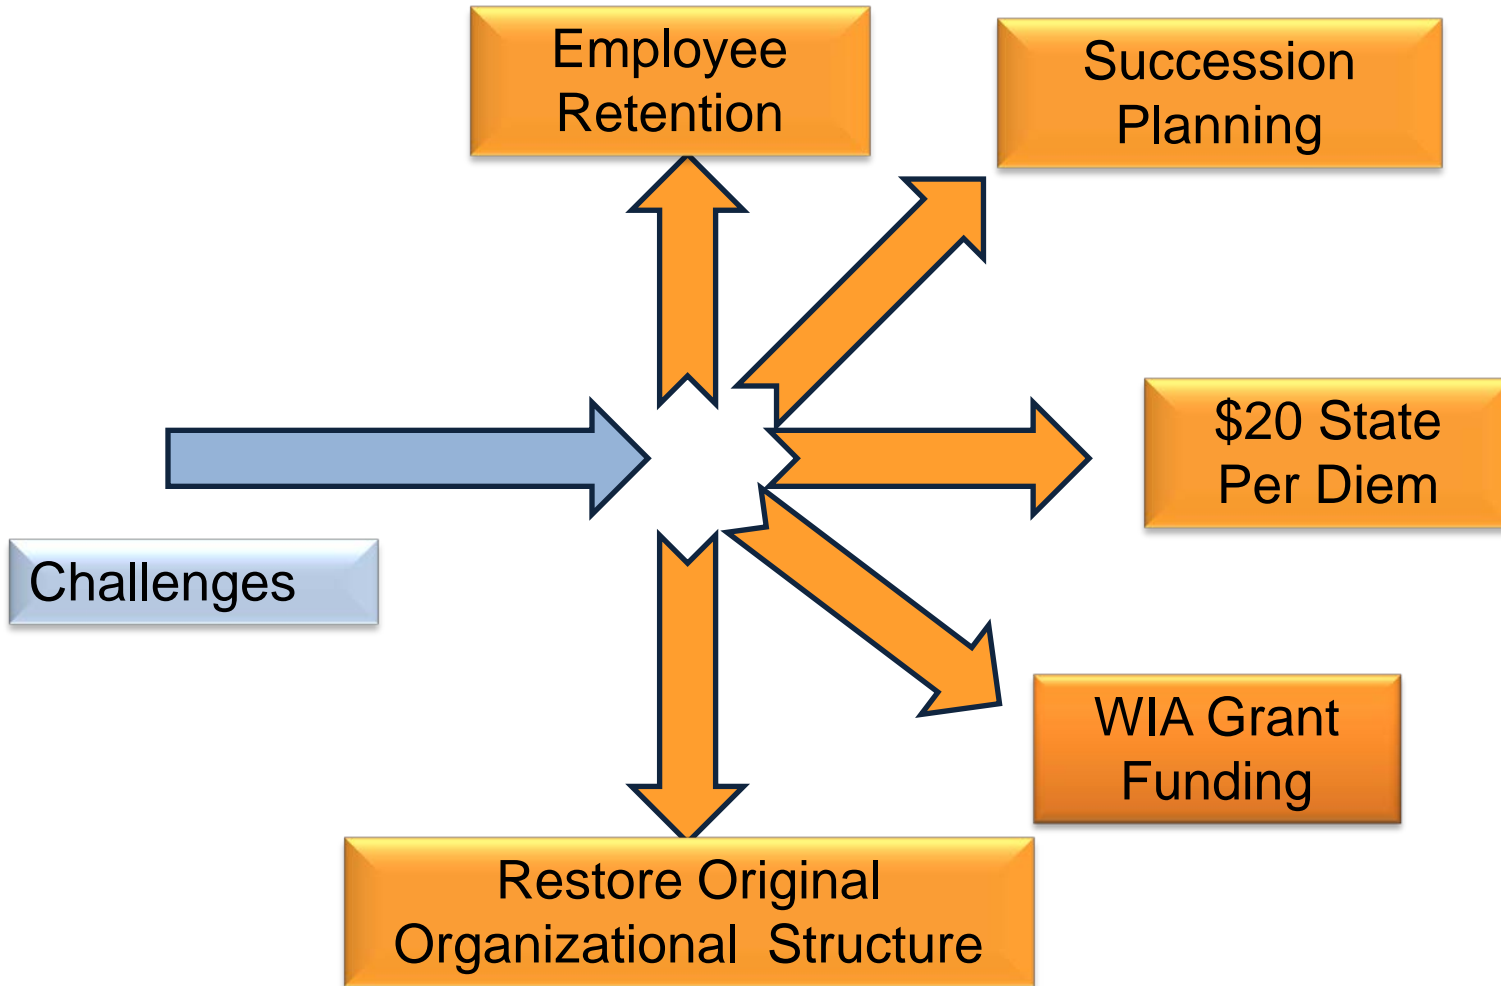 Employee
Retention
Succession
Planning
$20 State
Per Diem
Challenges
WIA Grant
Funding
Restore Original
Organizational  Structure